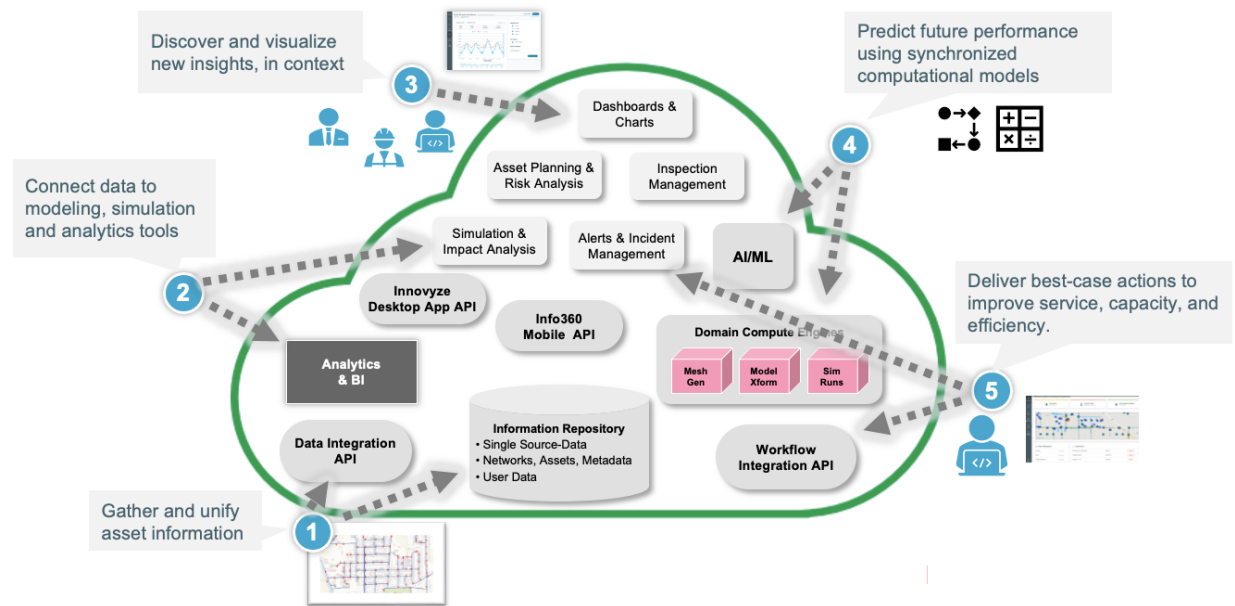 Discover and visualize
new insights, in context
3
Predict future performance
using synchronized
computational models
4
Dashboards &
Charts
Asset Planning &
Risk Analysis
Inspection
Management
Connect data to
modeling, simulation
and analytics tools
2
Simulation &
Impact Analysis
Alerts & Incident
Management
AI/ML
Deliver best-case actions to
improve service, capacity, and
efficiency.
5
Innovyze
Desktop App API
Info360
Mobile API
Domain Compute Engines
Mesh
Gen
Model
Xform
Sim
Runs
Analytics
& BI
Information Repository
• Single Source-Data
• Networks, Assets, Metadata
• User Data
Data Integration
API
Workflow
Integration API
Gather and unify
asset information
1